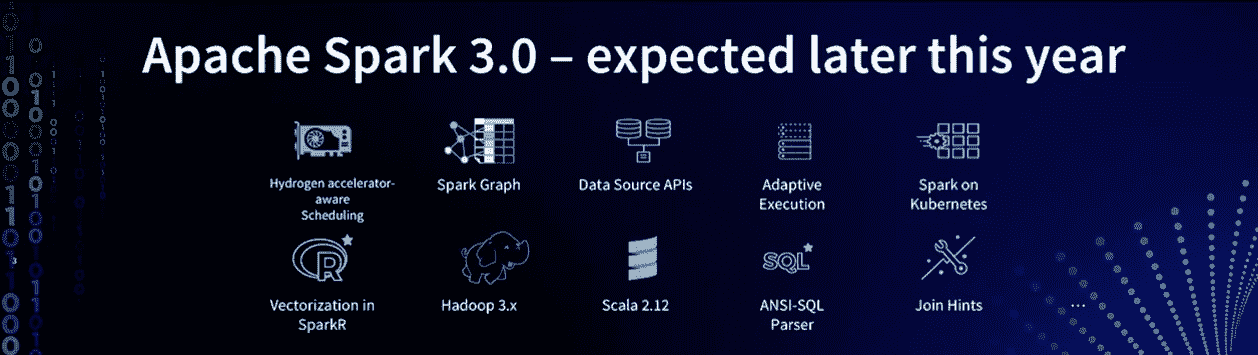 Apache Spark 3.0 – expected later this year
Hydrogen accelerator-
aware
Scheduling
Spark Graph
Data Source APIs
Adaptive
Execution
Spark on
Kubernetes
R
SQL
Vectorization in
SparkR
Hadoop 3.x
Scala 2.12
ANSI-SQL
Parser
Join Hints
...